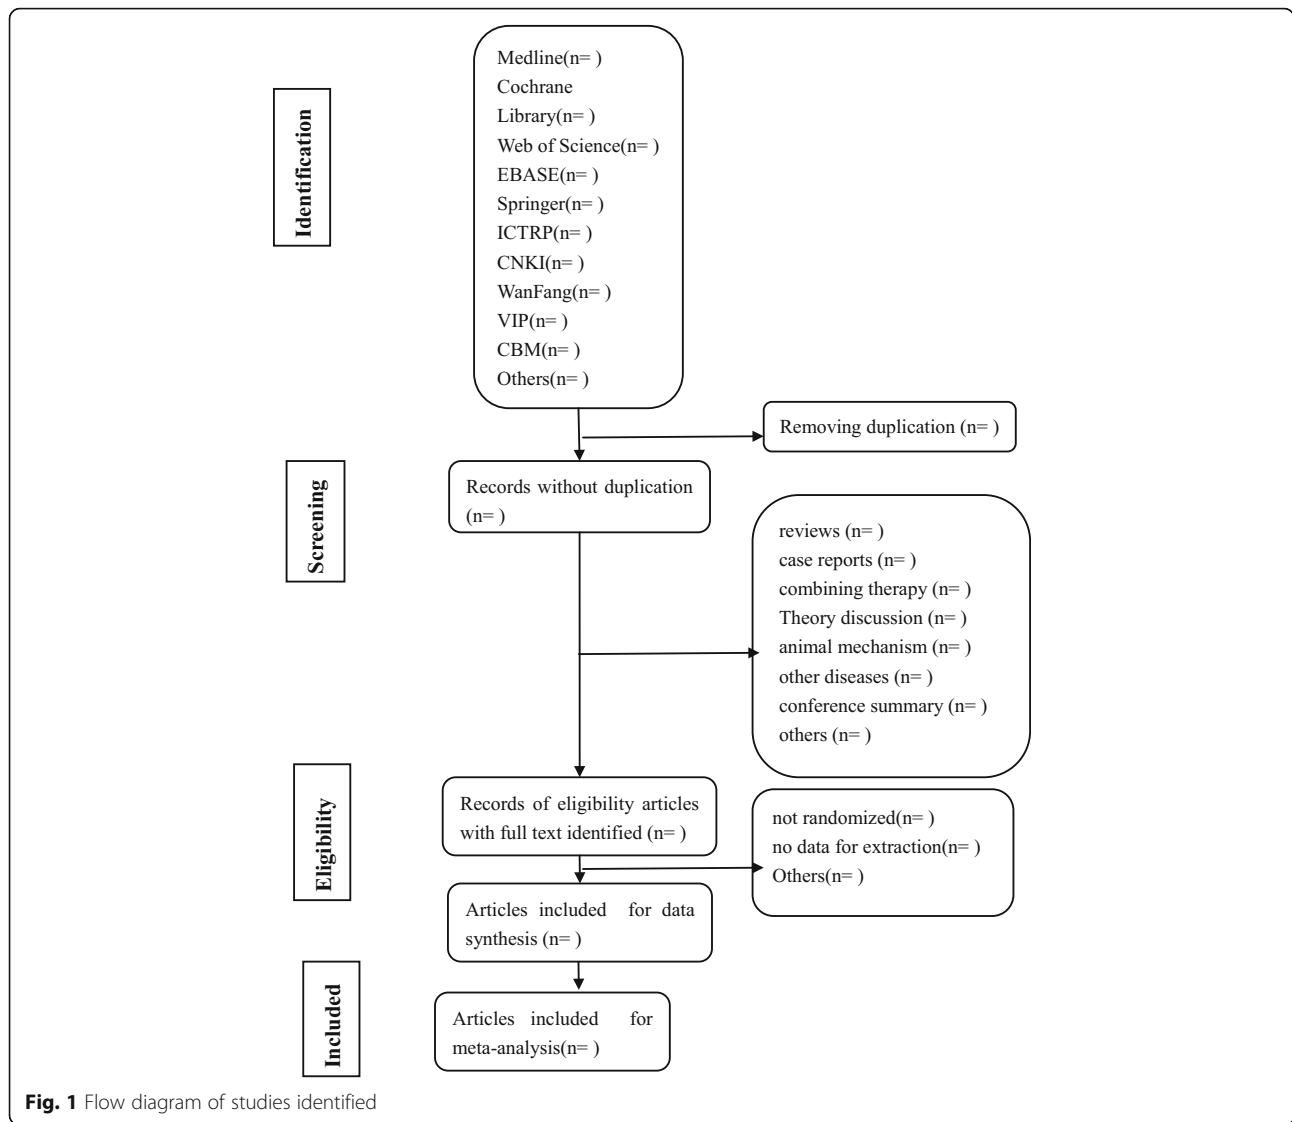 Identification
Medline(n= )
Cochrane
Library(n= )
Web of Science(n= )
EBASE(n= )
Springer(n= )
ICTRP(n= )
CNKI(n= )
WanFang(n= )
VIP(n= )
CBM(n= )
Others(n= )
Removing duplication (n= )
Screening
Records without duplication
(n= )
reviews (n= )
case reports (n= )
combining therapy (n= )
Theory discussion (n= )
animal mechanism (n= )
other diseases (n= )
conference summary (n= )
others (n= )
Eligibility
Records of eligibility articles
with full text identified (n= )
not randomized(n= )
no data for extraction(n= )
Others(n= )
Articles included for data
synthesis (n= )
Included
Articles included for
meta-analysis(n= )
Fig. 1 Flow diagram of studies identified